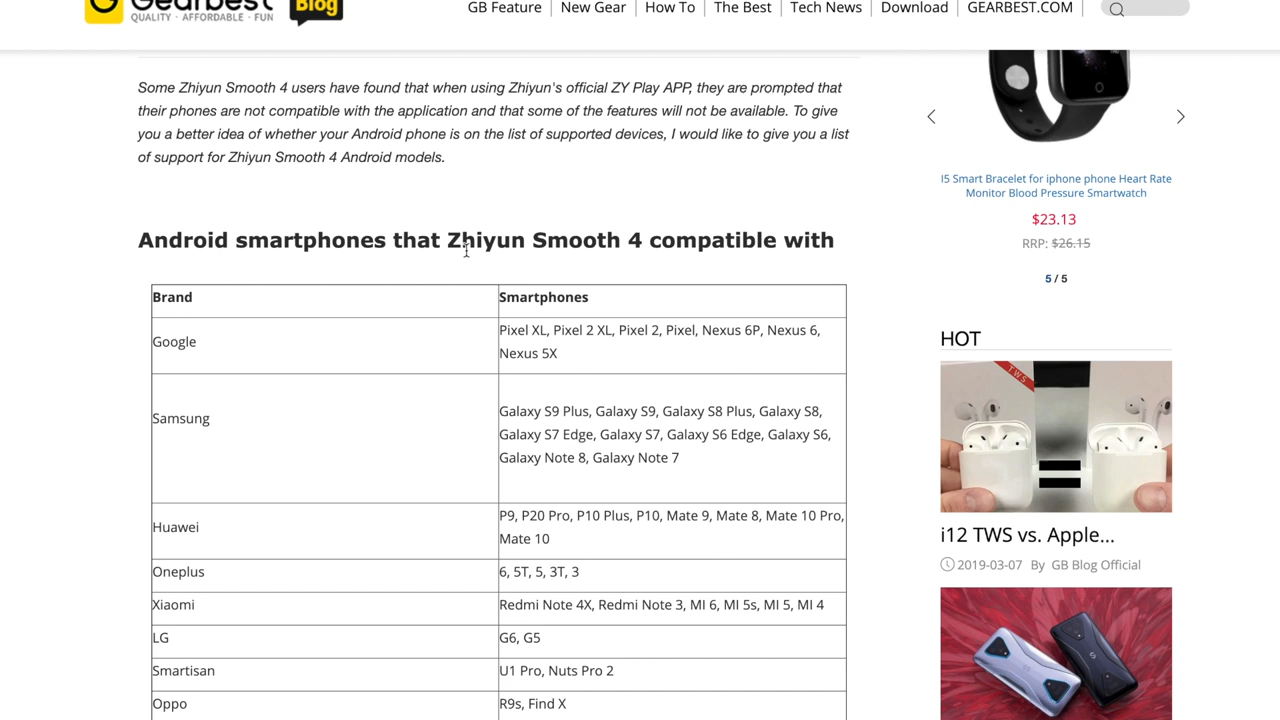 Gearbest
QUALITY · AFFORDABLE · FUN
Blog
GB Feature
New Gear
How To
The Best
Tech News
Download
GEARBEST.COM
Some Zhiyun Smooth 4 users have found that when using Zhiyun's official ZY Play APP, they are prompted that
their phones are not compatible with the application and that some of the features will not be available. To give
you a better idea of whether your Android phone is on the list of supported devices, I would like to give you a list
of support for Zhiyun Smooth 4 Android models.
Android smartphones that Zhiyun Smooth 4 compatible with
Brand
Smartphones
Google
Pixel XL, Pixel 2 XL, Pixel 2, Pixel, Nexus 6P, Nexus 6,
Nexus 5X
Samsung
Galaxy S9 Plus, Galaxy S9, Galaxy S8 Plus, Galaxy S8,
Galaxy S7 Edge, Galaxy S7, Galaxy S6 Edge, Galaxy S6,
Galaxy Note 8, Galaxy Note 7
Huawei
P9, P20 Pro, P10 Plus, P10, Mate 9, Mate 8, Mate 10 Pro,
Mate 10
Oneplus
6, 5T, 5, 3T, 3
Xiaomi
Redmi Note 4X, Redmi Note 3, MI 6, MI 5s, MI 5, MI 4
LG
G6, G5
Smartisan
U1 Pro, Nuts Pro 2
Oppo
R9s, Find X
I5 Smart Bracelet for iphone phone Heart Rate
Monitor Blood Pressure Smartwatch
$23.13
RRP: $26.15
5 / 5
HOT
TWS
i12 TWS vs. Apple...
2019-03-07 By GB Blog Official